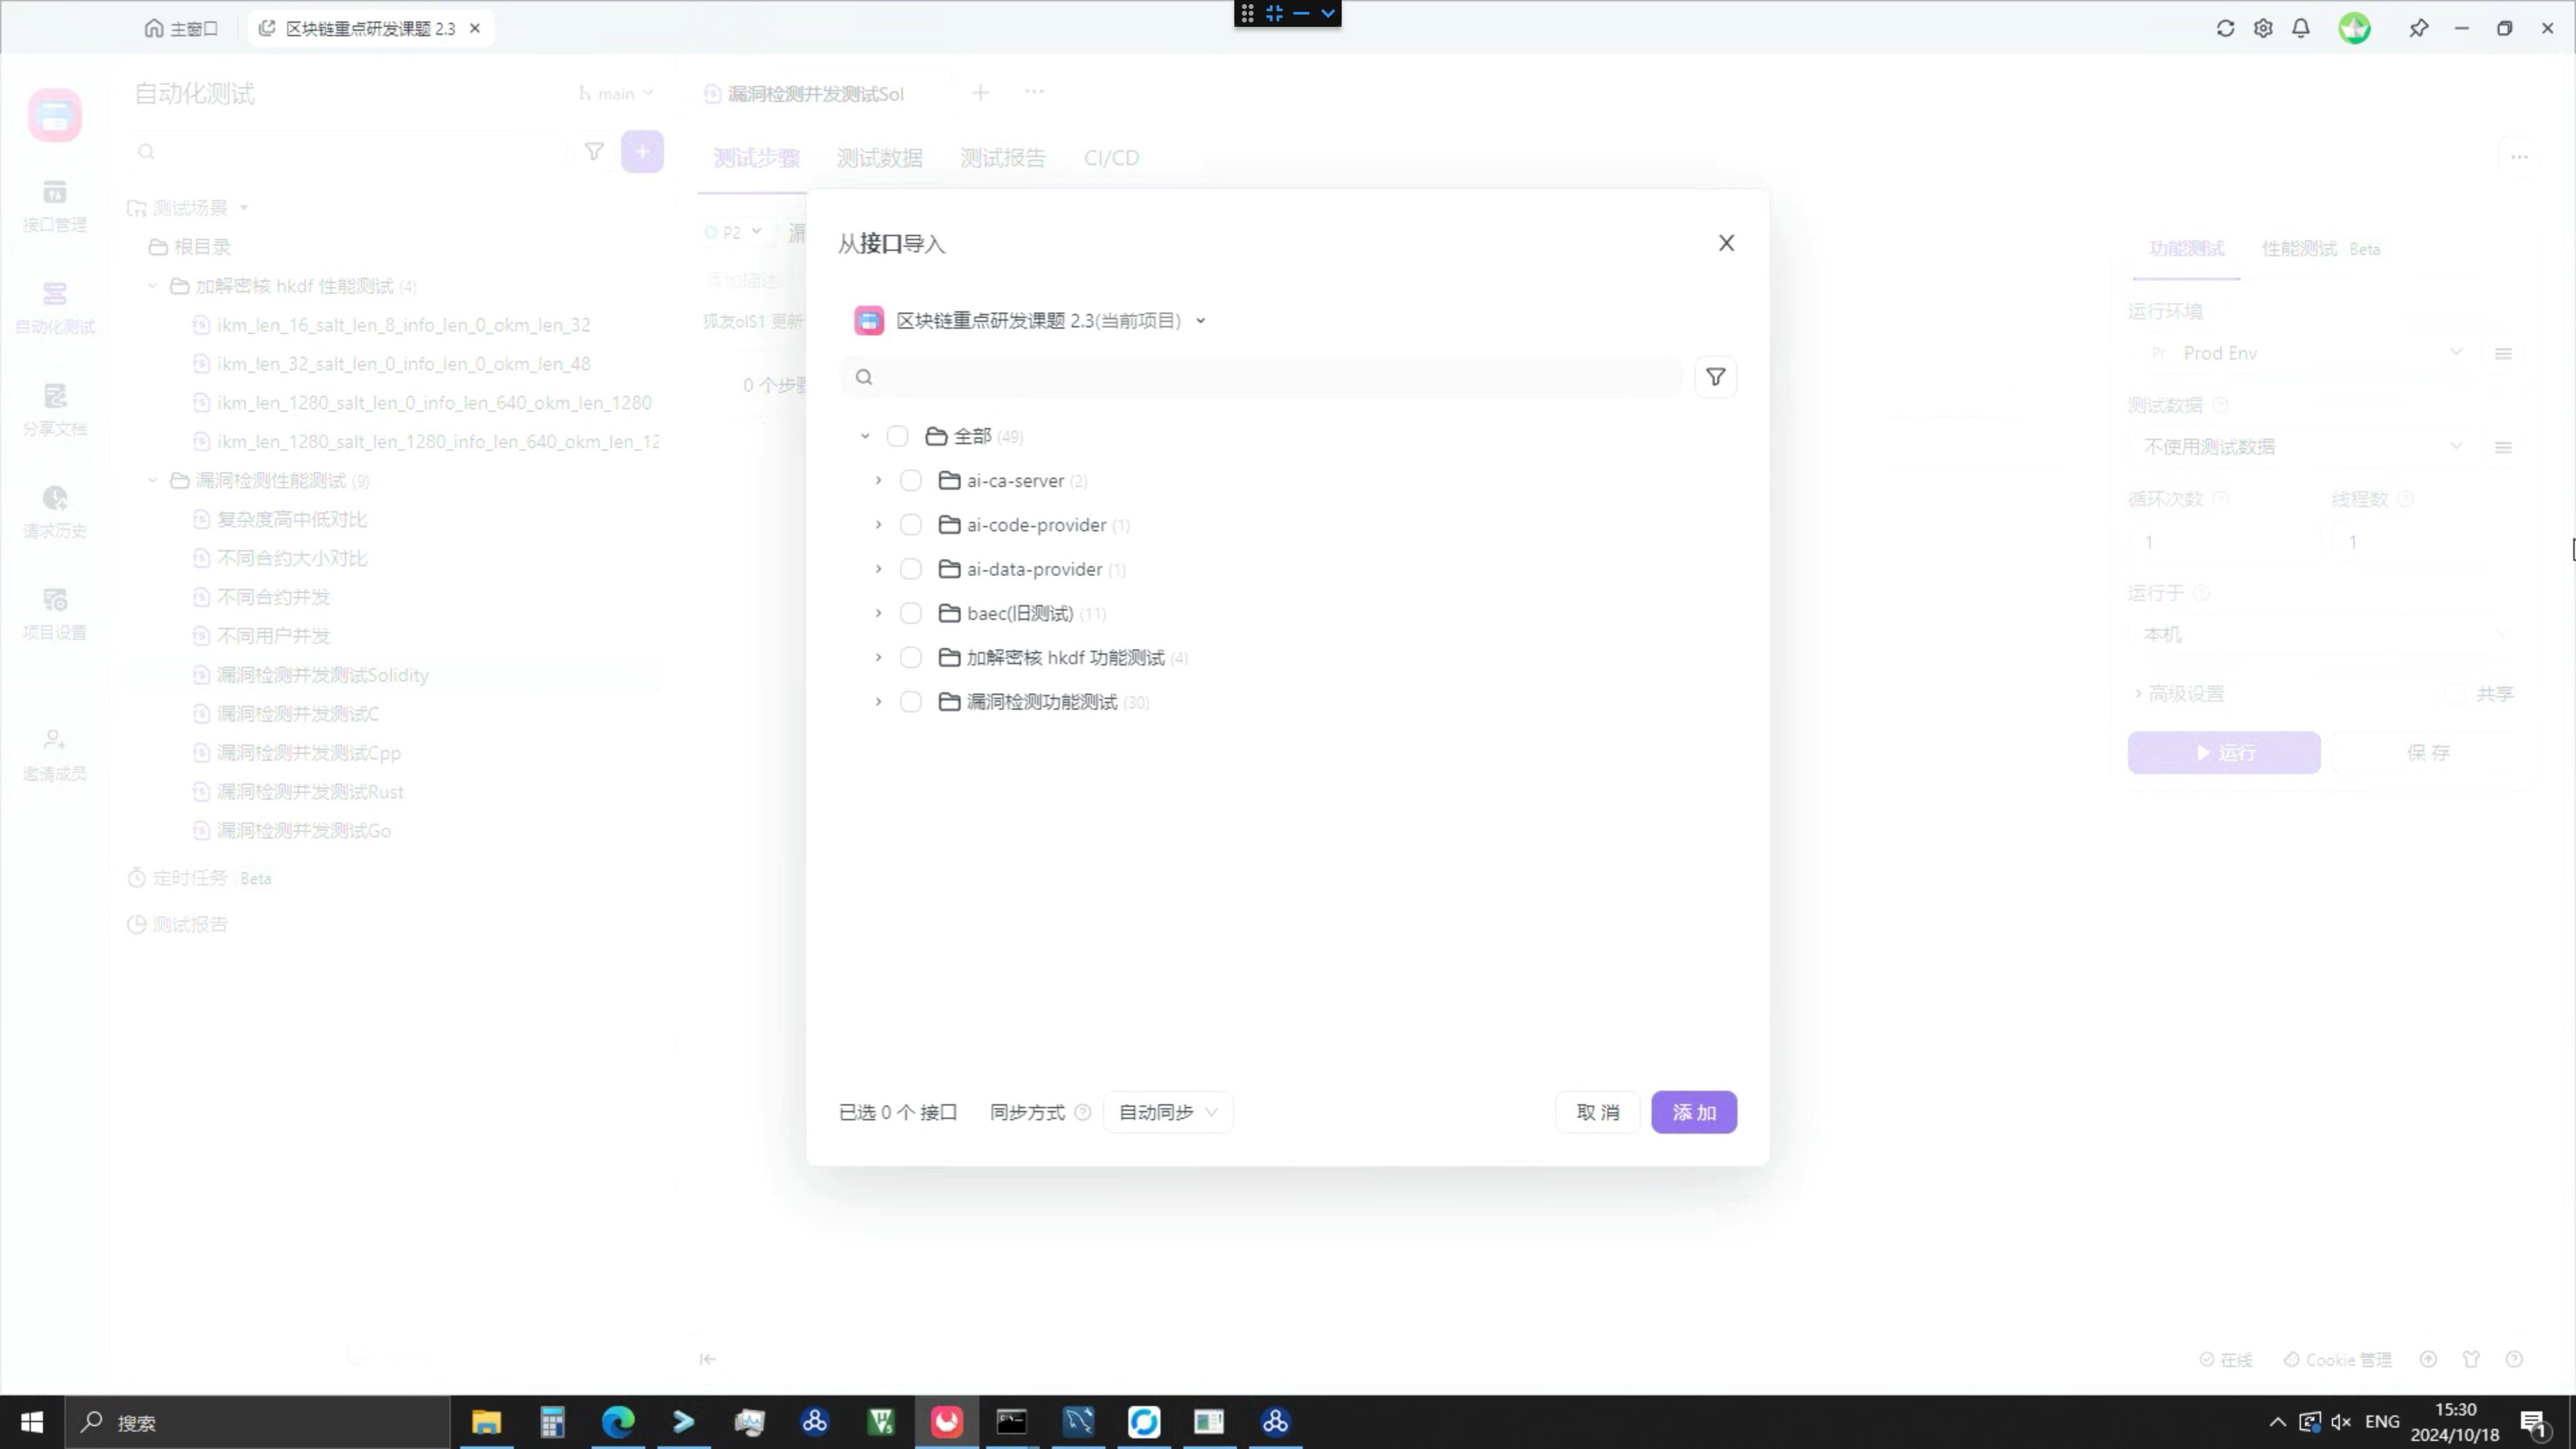 主窗口
区块链重点研发课题 2.3
自动化测试
main
漏洞检测并发测试Sol
测试步骤 测试数据 测试报告 CI/CD
接口管理
自动化测试
分享文档
请求历史
项目设置
邀请成员
测试场景
根目录
加解密核 hkdf 性能测试 (4)
ikm_len_16_salt_len_8_info_len_0_okm_len_32
ikm_len_32_salt_len_0_info_len_0_okm_len_48
ikm_len_1280_salt_len_0_info_len_640_okm_len_1280
ikm_len_1280_salt_len_1280_info_len_640_okm_len_12
漏洞检测性能测试 (9)
复杂度高中低对比
不同合约大小对比
不同合约并发
不同用户并发
漏洞检测并发测试Solidity
漏洞检测并发测试C
漏洞检测并发测试Cpp
漏洞检测并发测试Rust
漏洞检测并发测试Go
定时任务 Beta
测试报告
P2
添加描述
0 个步骤
从接口导入
区块链重点研发课题 2.3(当前项目)
全部 (49)
ai-ca-server (2)
ai-code-provider (1)
ai-data-provider (1)
baec(旧测试) (11)
加解密核 hkdf 功能测试 (4)
漏洞检测功能测试 (30)
已选 0 个 接口
同步方式
自动同步
取 消
添 加
功能测试 性能测试 Beta
运行环境
Pr Prod Env
测试数据
不使用测试数据
循环次数 线程数
1 1
运行于
本机
高级设置 共享
运行 保 存
在线 Cookie 管理
搜索
ENG
15:30
2024/10/18
1